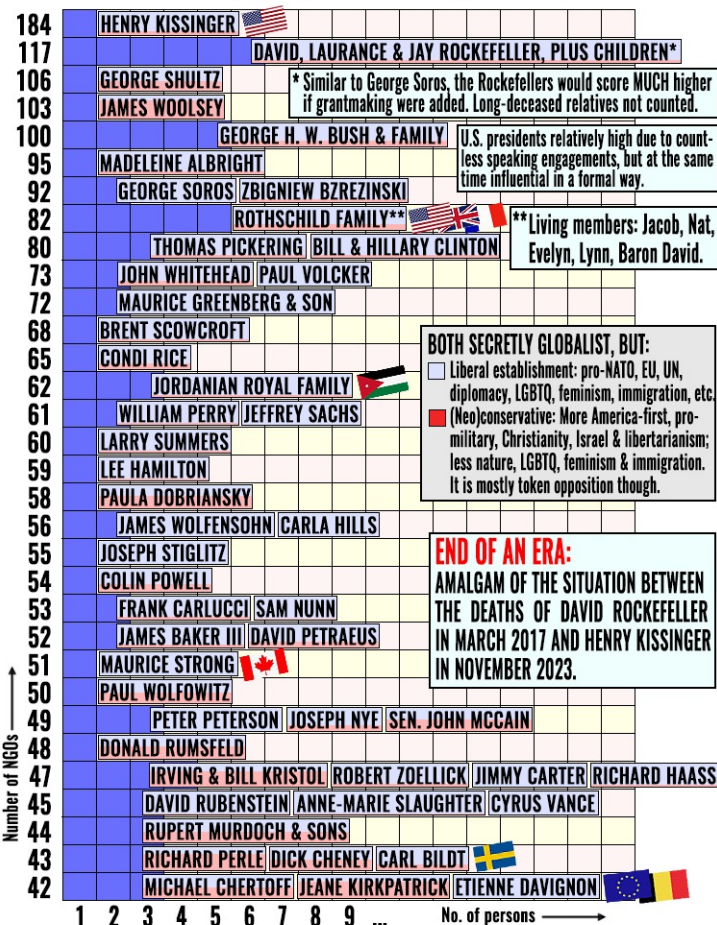 184 HENRY KISSINGER
117 DAVID, LAURANCE & JAY ROCKEFELLER, PLUS CHILDREN*
106 GEORGE SHULTZ
* Similar to George Soros, the Rockefellers would score MUCH higher
if grantmaking were added. Long-deceased relatives not counted.
103 JAMES WOOLSEY
100 GEORGE H. W. BUSH & FAMILY
U.S. presidents relatively high due to count-
less speaking engagements, but at the same
time influential in a formal way.
95 MADELEINE ALBRIGHT
92 GEORGE SOROS ZBIGNIEW BZREZINSKI
82 ROTHSCHILD FAMILY**
**Living members: Jacob, Nat,
Evelyn, Lynn, Baron David.
80 THOMAS PICKERING BILL & HILLARY CLINTON
73 JOHN WHITEHEAD PAUL VOLCKER
72 MAURICE GREENBERG & SON
68 BRENT SCOWCROFT
65 CONDI RICE
62 JORDANIAN ROYAL FAMILY
61 WILLIAM PERRY JEFFREY SACHS
60 LARRY SUMMERS
59 LEE HAMILTON
58 PAULA DOBRIANSKY
BOTH SECRETLY GLOBALIST, BUT:
Liberal establishment: pro-NATO, EU, UN,
diplomacy, LGBTQ, feminism, immigration, etc.
(Neo)conservative: More America-first, pro-
military, Christianity, Israel & libertarianism;
less nature, LGBTQ, feminism & immigration.
It is mostly token opposition though.
56 JAMES WOLFENSOHN CARLA HILLS
55 JOSEPH STIGLITZ
54 COLIN POWELL
53 FRANK CARLUCCI SAM NUNN
52 JAMES BAKER III DAVID PETRAEUS
51 MAURICE STRONG
50 PAUL WOLFOWITZ
END OF AN ERA:
AMALGAM OF THE SITUATION BETWEEN
THE DEATHS OF DAVID ROCKEFELLER
IN MARCH 2017 AND HENRY KISSINGER
IN NOVEMBER 2023.
49 PETER PETERSON JOSEPH NYE SEN. JOHN MCCAIN
48 DONALD RUMSFELD
47 IRVING & BILL KRISTOL ROBERT ZOELLICK JIMMY CARTER RICHARD HAASS
45 DAVID RUBENSTEIN ANNE-MARIE SLAUGHTER CYRUS VANCE
44 RUPERT MURDOCH & SONS
43 RICHARD PERLE DICK CHENEY CARL BILDT
42 MICHAEL CHERTOFF JEANE KIRKPATRICK ETIENNE DAVIGNON
Number of NGOs
1 2 3 4 5 6 7 8 9 ... No. of persons